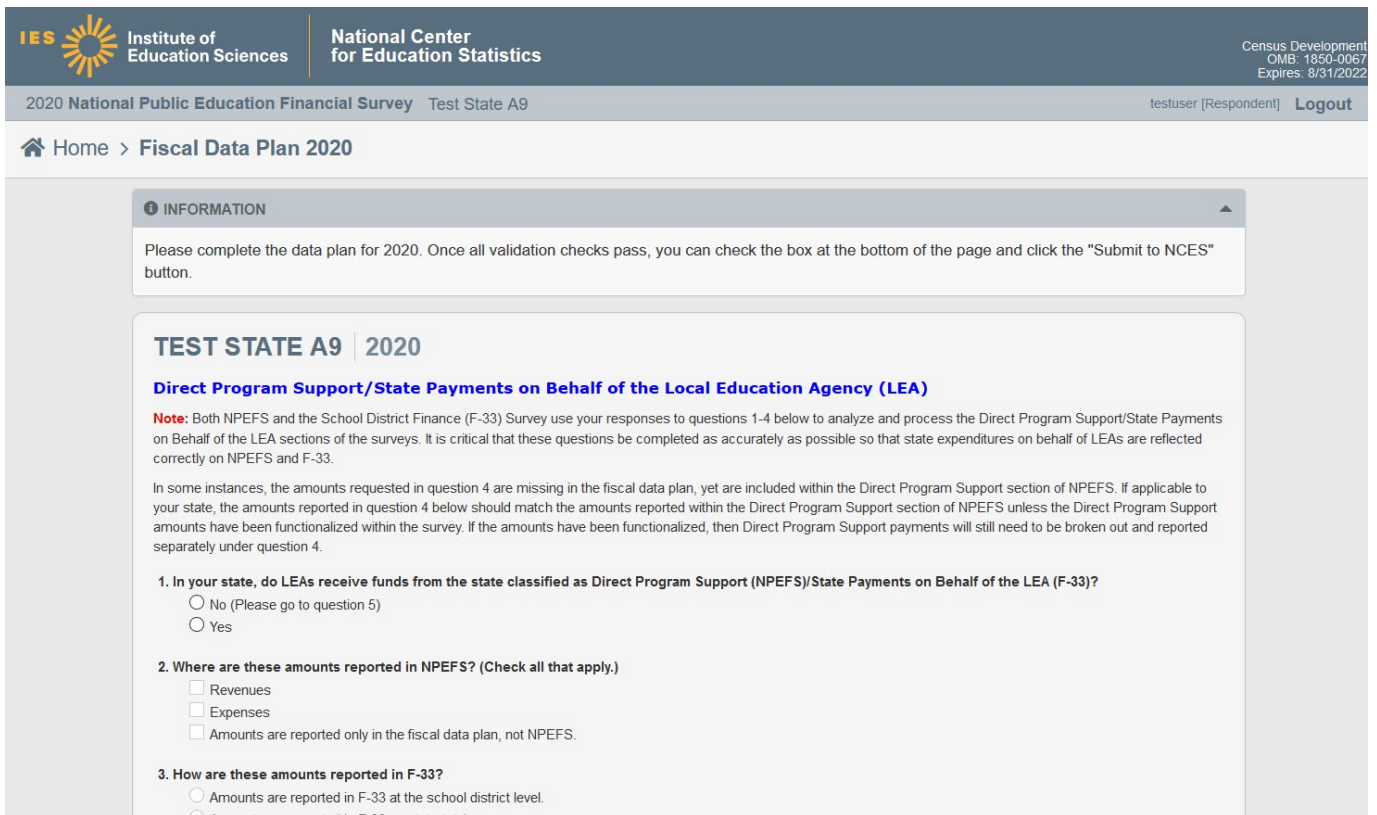 IES
Institute of
Education Sciences
National Center
for Education Statistics
Census Development
OMB: 1850-0067
Expires: 8/31/2022
2020 National Public Education Financial Survey Test State A9
testuser [Respondent] Logout
Home > Fiscal Data Plan 2020
INFORMATION
Please complete the data plan for 2020. Once all validation checks pass, you can check the box at the bottom of the page and click the "Submit to NCES"
button.
TEST STATE A9 | 2020
Direct Program Support/State Payments on Behalf of the Local Education Agency (LEA)
Note: Both NPEFS and the School District Finance (F-33) Survey use your responses to questions 1-4 below to analyze and process the Direct Program Support/State Payments
on Behalf of the LEA sections of the surveys. It is critical that these questions be completed as accurately as possible so that state expenditures on behalf of LEAs are reflected
correctly on NPEFS and F-33.
In some instances, the amounts requested in question 4 are missing in the fiscal data plan, yet are included within the Direct Program Support section of NPEFS. If applicable to
your state, the amounts reported in question 4 below should match the amounts reported within the Direct Program Support section of NPEFS unless the Direct Program Support
amounts have been functionalized within the survey. If the amounts have been functionalized, then Direct Program Support payments will still need to be broken out and reported
separately under question 4.
1. In your state, do LEAs receive funds from the state classified as Direct Program Support (NPEFS)/State Payments on Behalf of the LEA (F-33)?
No (Please go to question 5)
Yes
2. Where are these amounts reported in NPEFS? (Check all that apply.)
Revenues
Expenses
Amounts are reported only in the fiscal data plan, not NPEFS.
3. How are these amounts reported in F-33?
Amounts are reported in F-33 at the school district level.